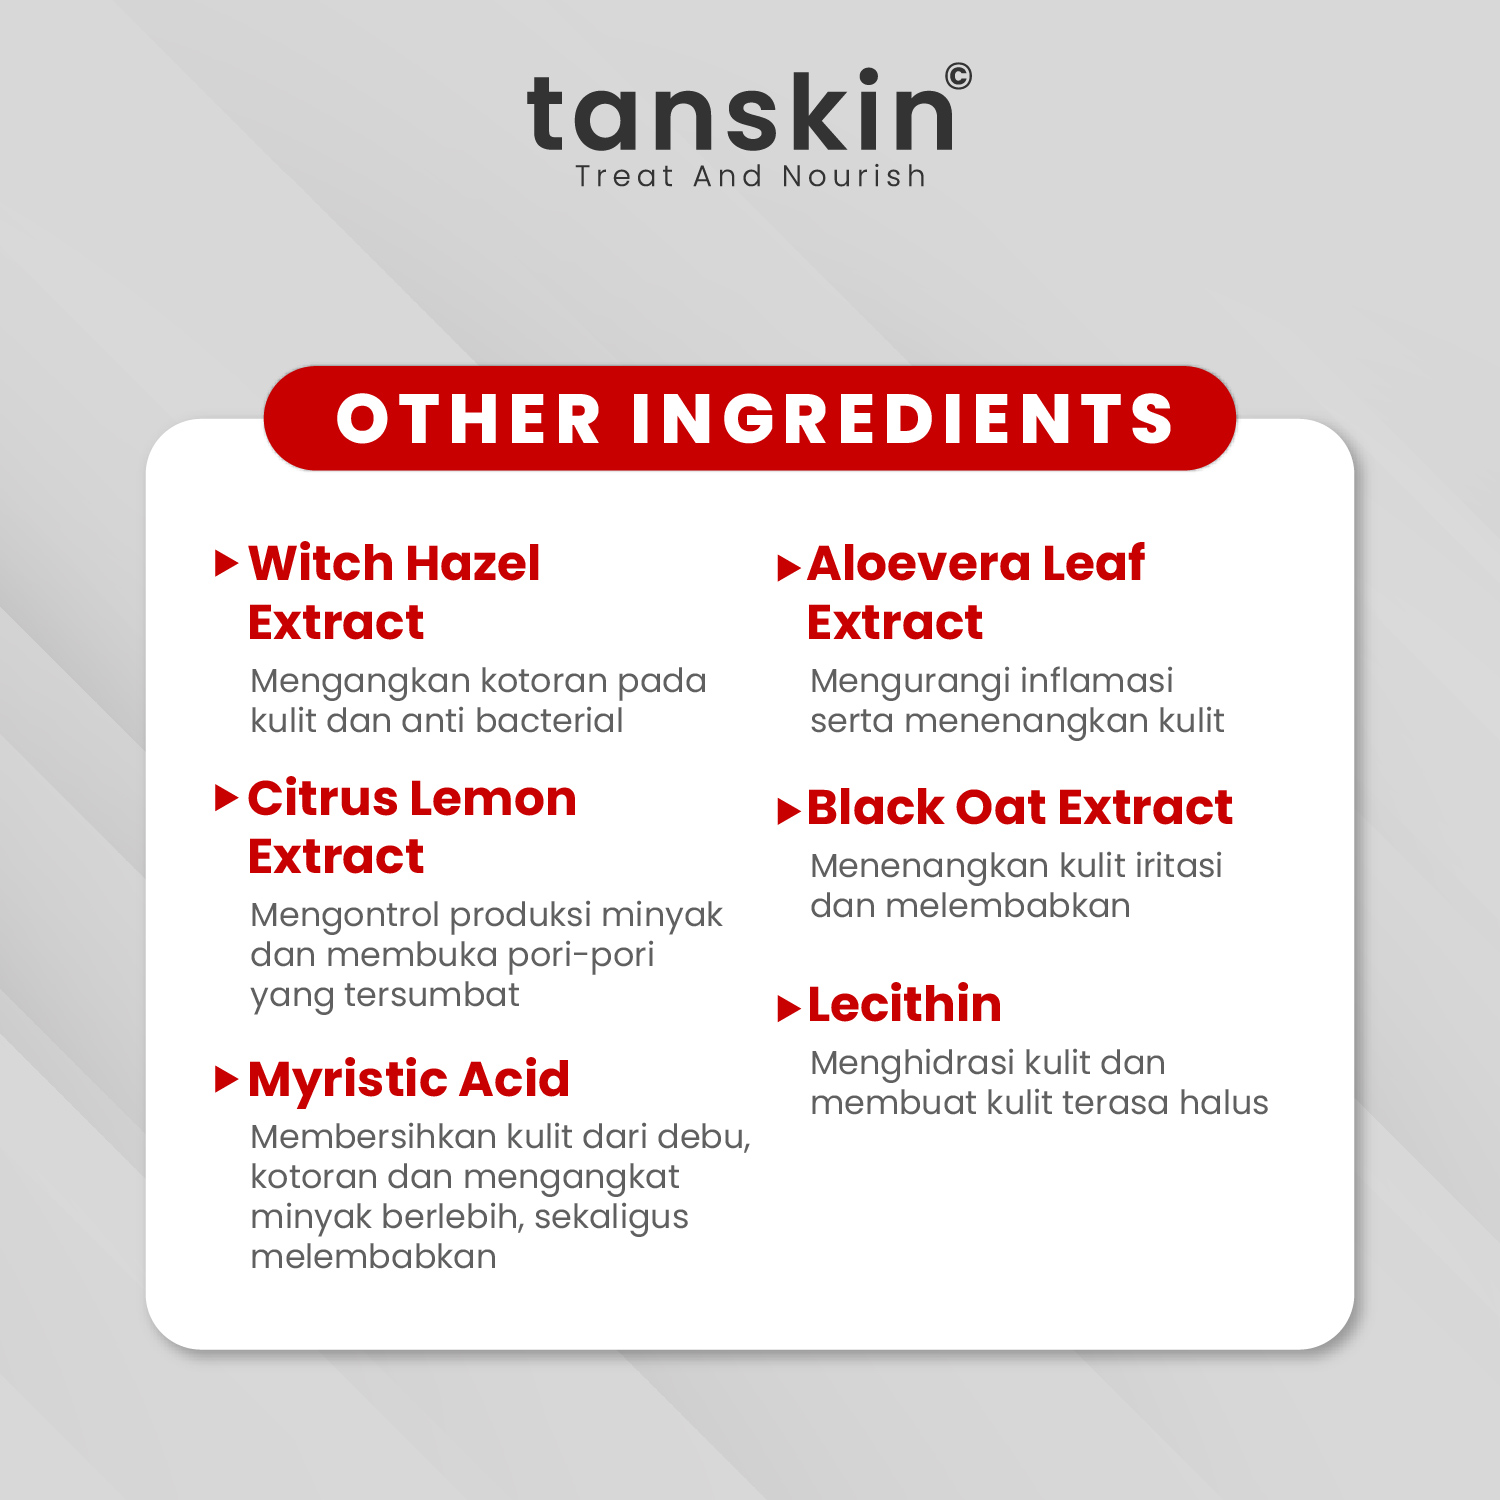 tanskin©
Treat And Nourish
OTHER INGREDIENTS
Witch Hazel
Extract
Mengangkan kotoran pada
kulit dan anti bacterial
Citrus Lemon
Extract
Mengontrol produksi minyak
dan membuka pori-pori
yang tersumbat
Myristic Acid
Membersihkan kulit dari debu,
kotoran dan mengangkat
minyak berlebih, sekaligus
melembabkan
Aloevera Leaf
Extract
Mengurangi inflamasi
serta menenangkan kulit
Black Oat Extract
Menenangkan kulit iritasi
dan melembabkan
Lecithin
Menghidrasi kulit dan
membuat kulit terasa halus